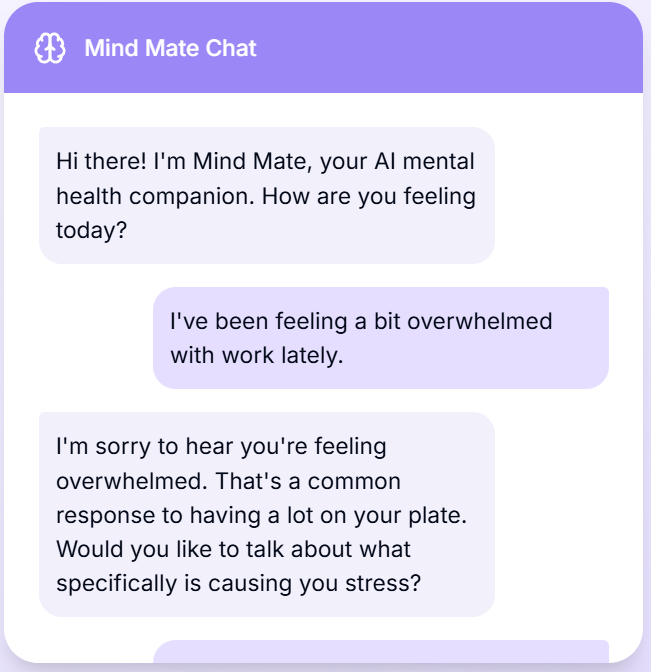 Mind Mate Chat
Hi there! I'm Mind Mate, your AI mental
health companion. How are you feeling
today?
I've been feeling a bit overwhelmed
with work lately.
I'm sorry to hear you're feeling
overwhelmed. That's a common
response to having a lot on your plate.
Would you like to talk about what
specifically is causing you stress?